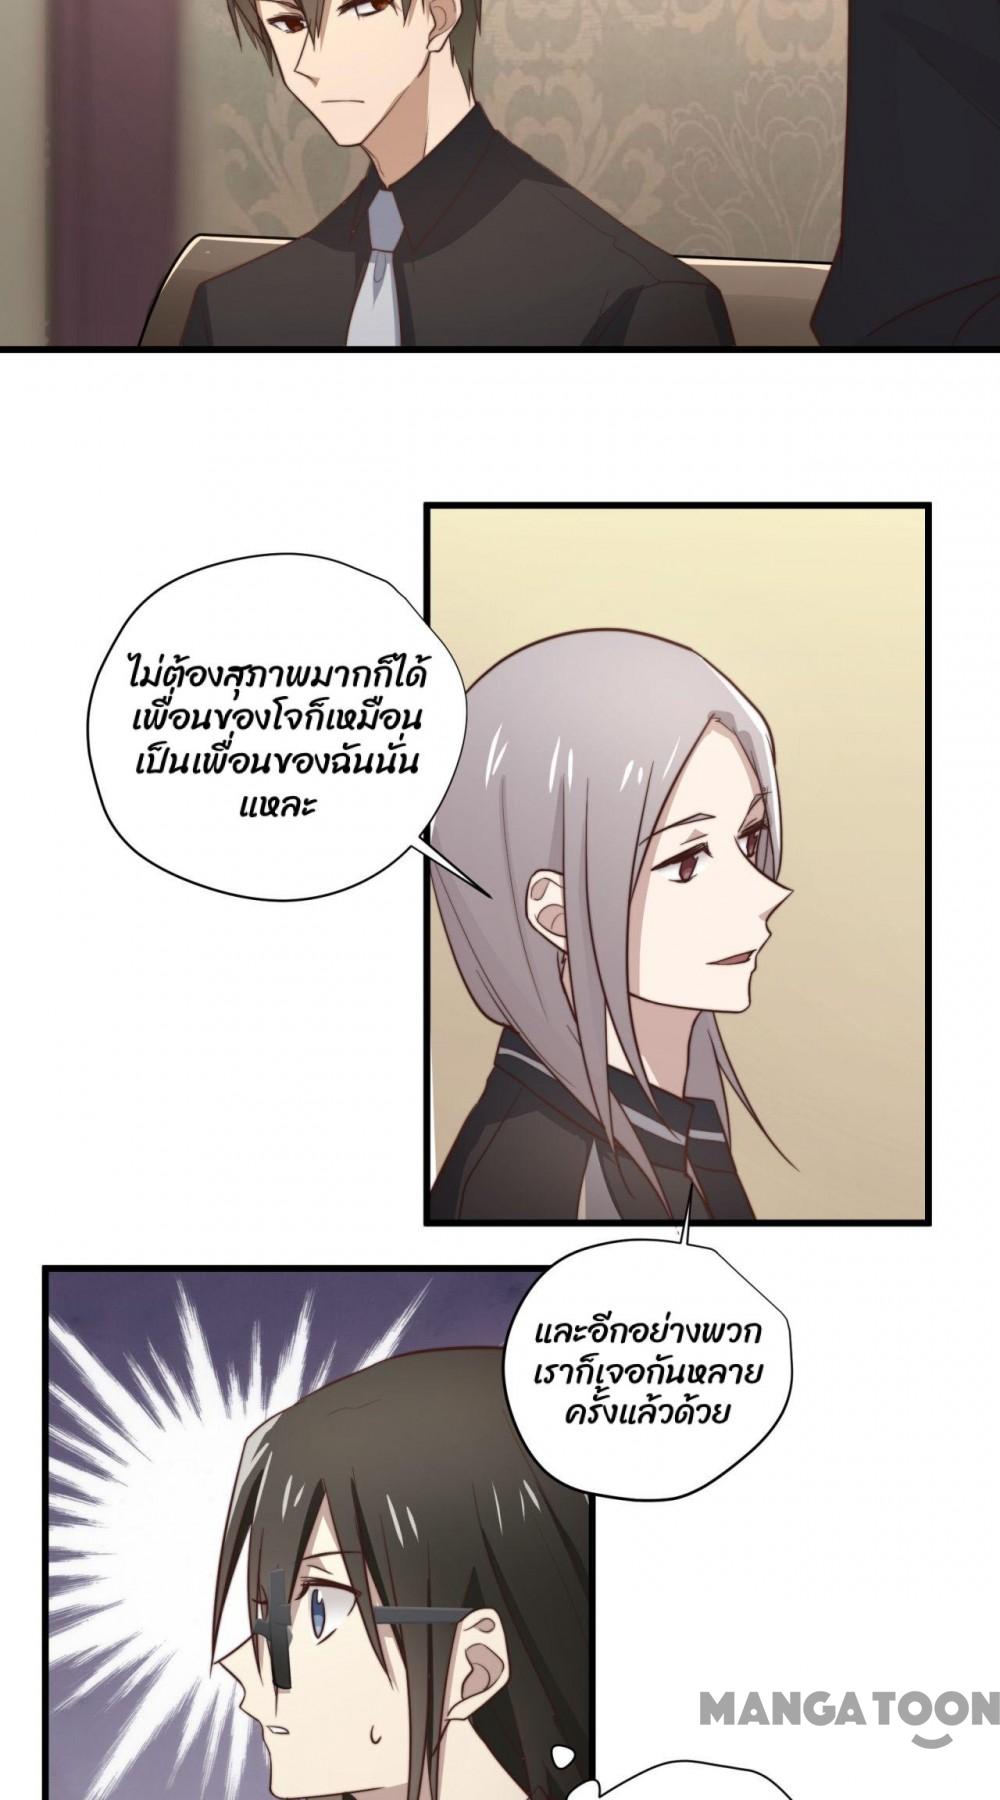 ไม่ต้องสุภาพมากก็ได้
เพื่อนของโจก็เหมือน
เป็นเพื่อนของฉันนั่น
แหละ
และอีกอย่างพวก
เราก็เจอกันหลาย
ครั้งแล้วด้วย
MANGATOON